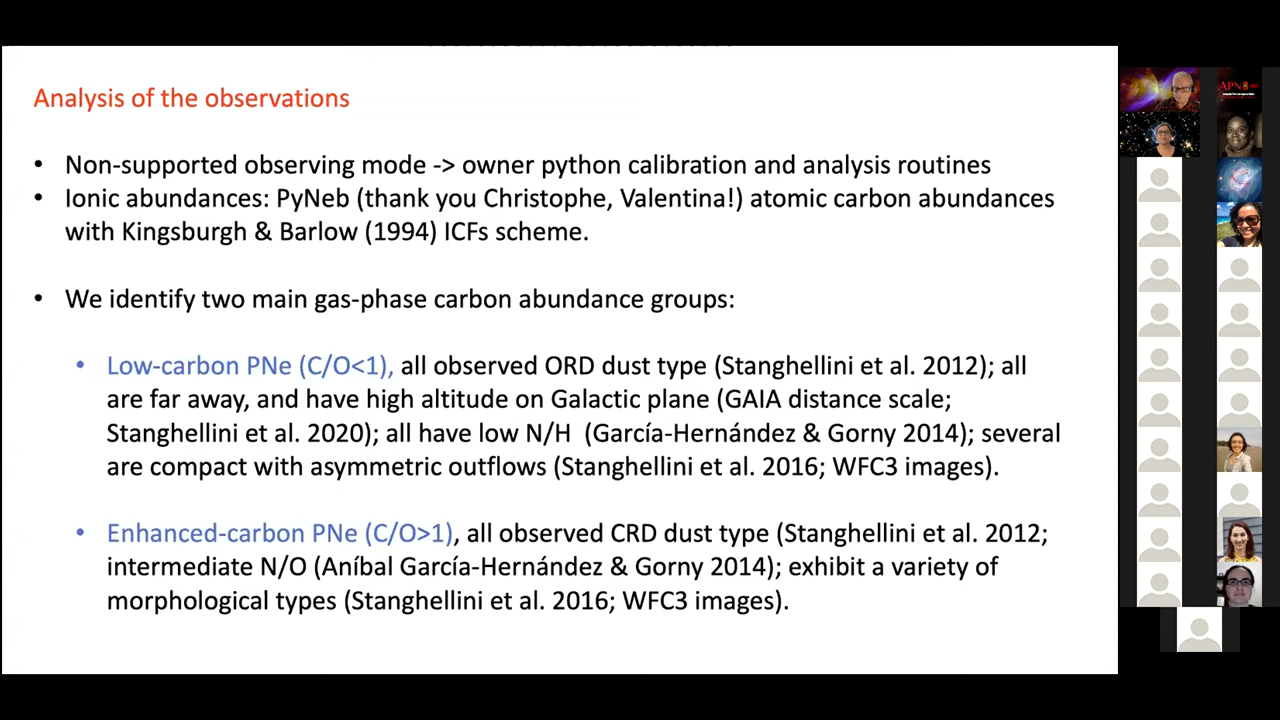 Analysis of the observations
• Non-supported observing mode -> owner python calibration and analysis routines
• Ionic abundances: PyNeb (thank you Christophe, Valentina!) atomic carbon abundances
with Kingsburgh & Barlow (1994) ICFs scheme.
• We identify two main gas-phase carbon abundance groups:
• Low-carbon PNe (C/O<1), all observed ORD dust type (Stanghellini et al. 2012); all
are far away, and have high altitude on Galactic plane (GAIA distance scale;
Stanghellini et al. 2020); all have low N/H (García-Hernández & Gorny 2014); several
are compact with asymmetric outflows (Stanghellini et al. 2016; WFC3 images).
• Enhanced-carbon PNe (C/O>1), all observed CRD dust type (Stanghellini et al. 2012;
intermediate N/O (Aníbal García-Hernández & Gorny 2014); exhibit a variety of
morphological types (Stanghellini et al. 2016; WFC3 images).